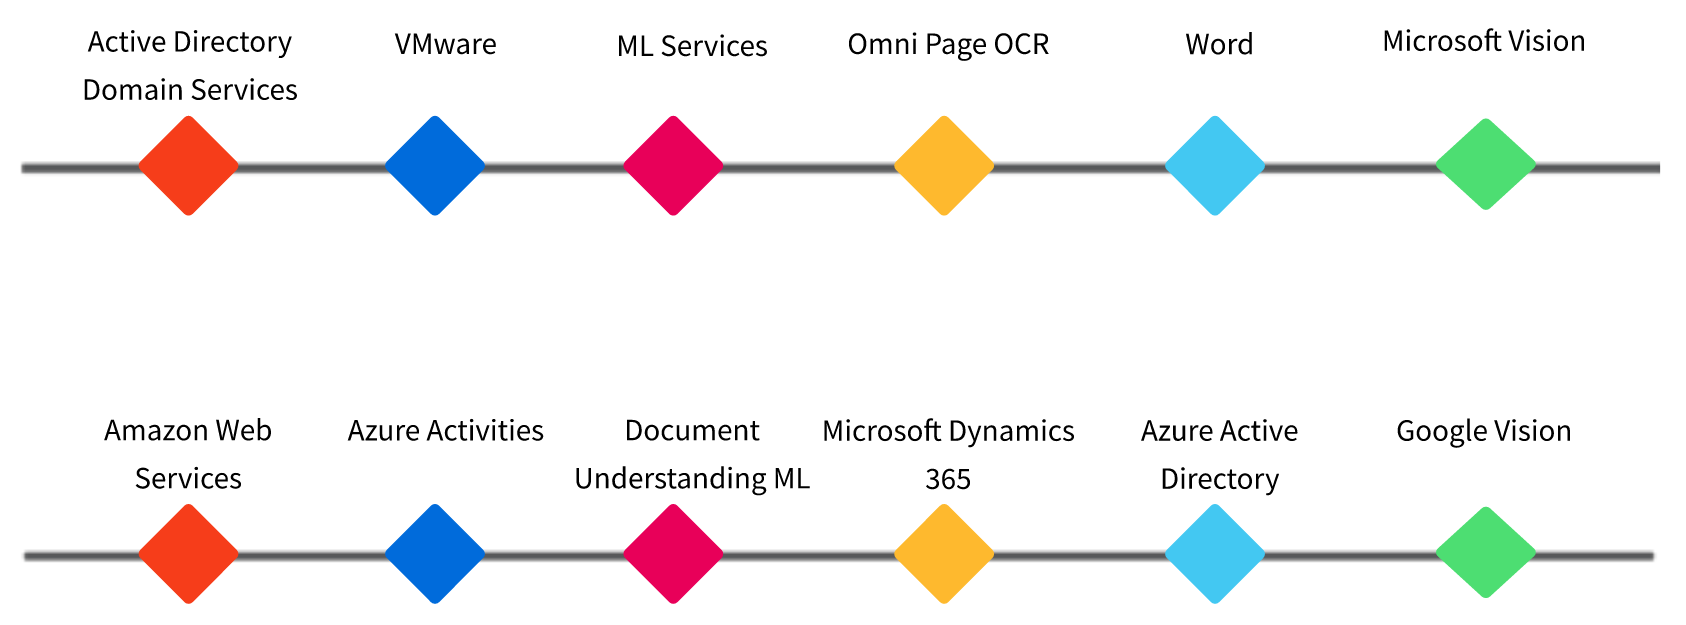 Active Directory
Domain Services
VMware
ML Services
Omni Page OCR
Word
Microsoft Vision
Amazon Web
Services
Azure Activities
Document
Understanding ML
Microsoft Dynamics
365
Azure Active
Directory
Google Vision